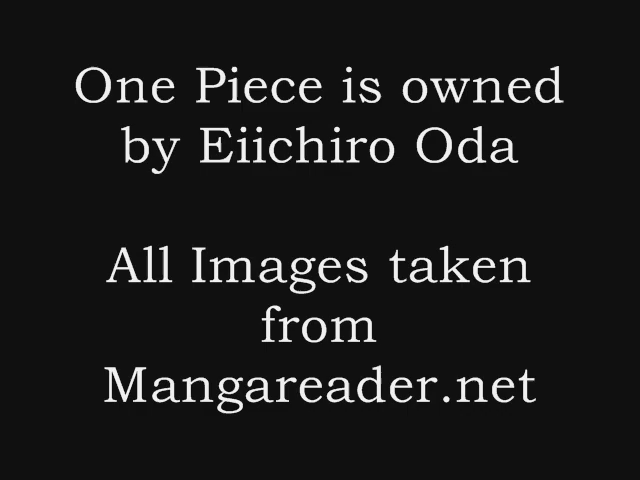 One Piece is owned
by Eiichiro Oda
All Images taken
from
Mangareader.net